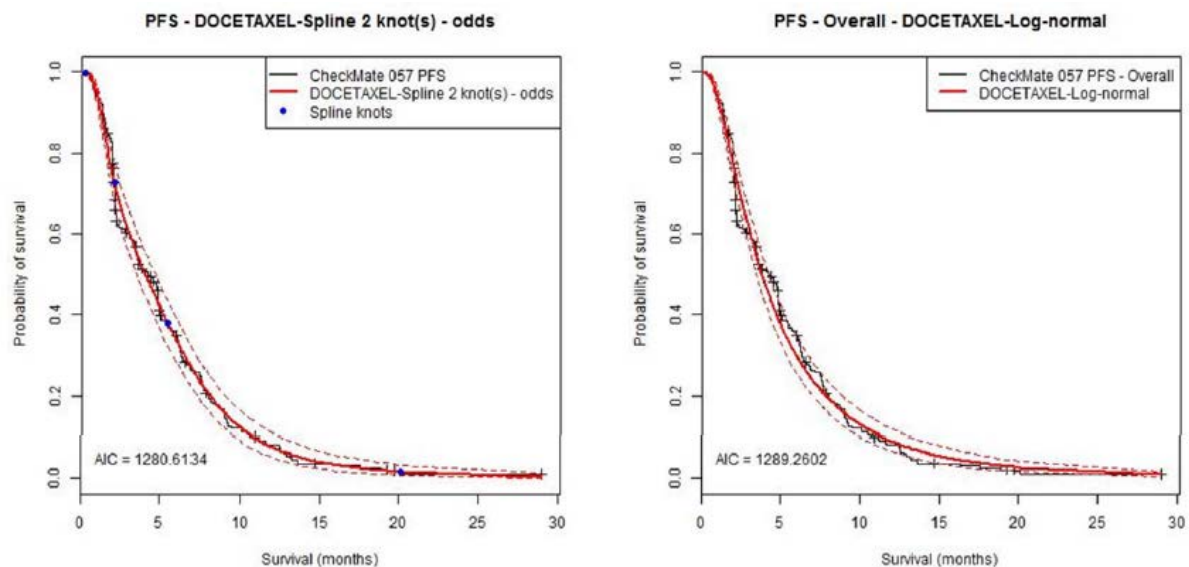 PFS - DOCETAXEL-Spline 2 knot(s) - odds
CheckMate 057 PFS
DOCETAXEL-Spline 2 knot(s) - odds
Spline knots
Probability of survival
1.0
0.8
0.6
0.4
0.2
0.0
AIC = 1280.6134
0 5 10 15 20 25 30
Survival (months)
PFS - Overall - DOCETAXEL-Log-normal
CheckMate 057 PFS - Overall
DOCETAXEL-Log-normal
Probability of survival
1.0
0.8
0.6
0.4
0.2
0.0
AIC = 1289.2602
0 5 10 15 20 25 30
Survival (months)